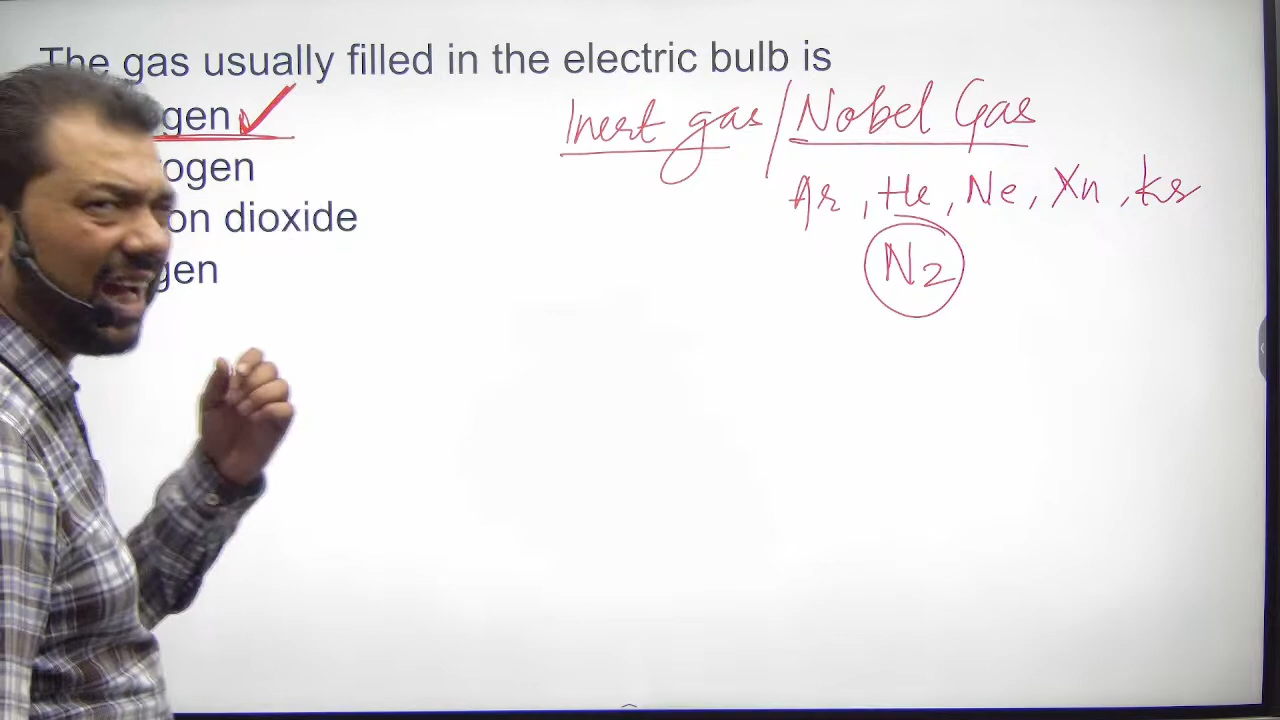 The gas usually filled in the electric bulb is
gen
ogen
on dioxide
gen
Inert gas / Nobel Gas
Ar, He, Ne, Xn, Kr
N2